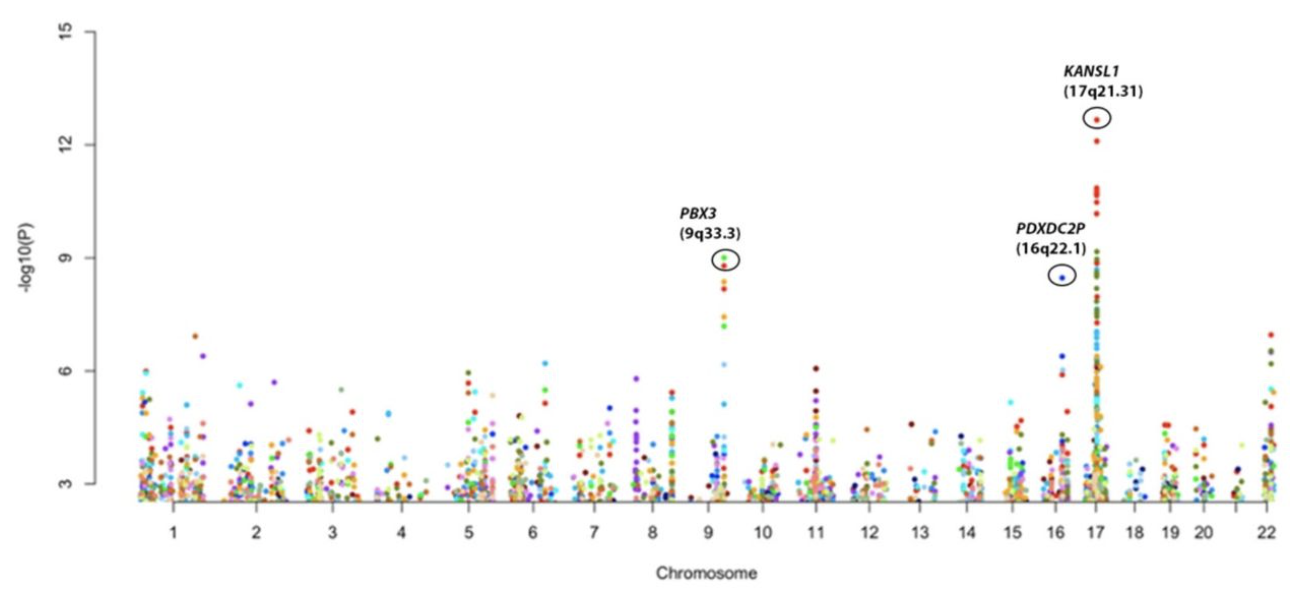 15
KANSL1
(17q21.31)
12
PBX3
(9q33.3)
PDXDC2P
(16q22.1)
9
-log10(P)
6
3
1 2 3 4 5 6 7 8 9 10 11 12 13 14 15 16 17 18 19 20 22
Chromosome